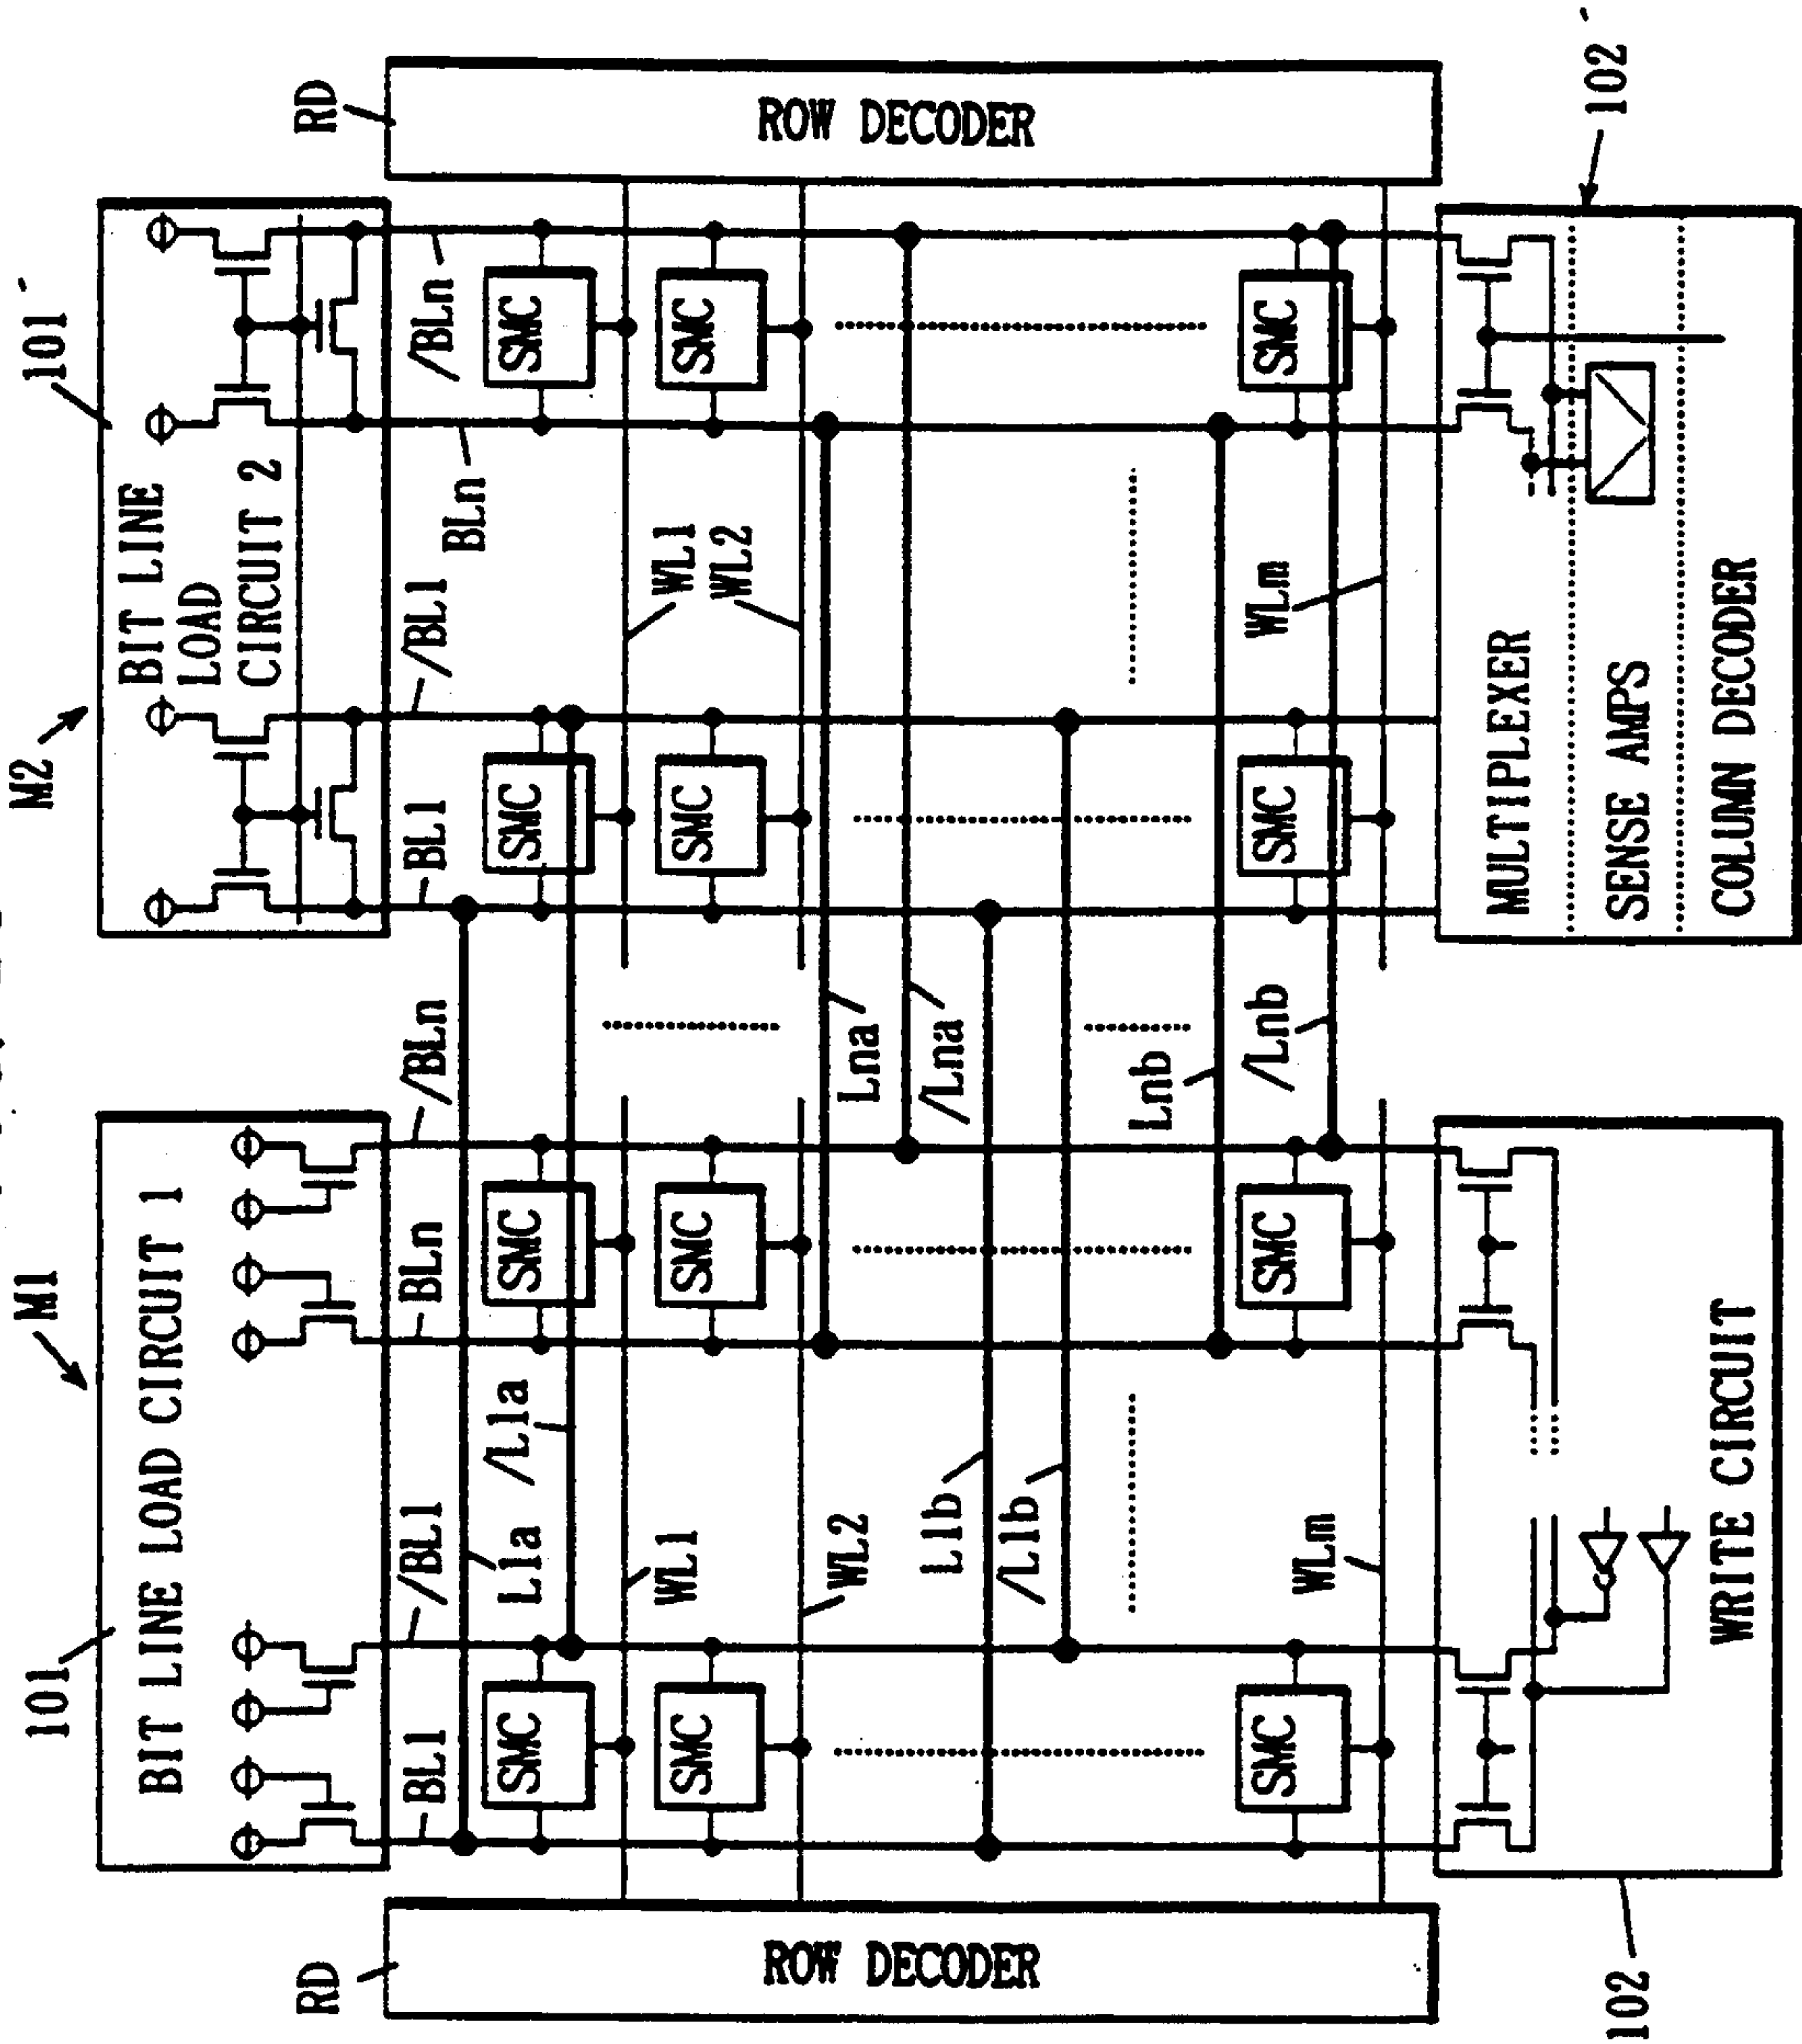 M1
M2
101
101'
BIT LINE LOAD CIRCUIT 1
BIT LINE
LOAD
CIRCUIT 2
RD
RD
BL1
/BL1
BLn
/BLn
BL1
/BL1
BLn
/BLn
L1a
/L1a
SMC
SMC
SMC
SMC
WL1
WL1
SMC
SMC
SMC
SMC
WL2
WL2
Lna
/Lna
L1b
/L1b
Lnb
/Lnb
SMC
SMC
SMC
SMC
WLm
WLm
ROW DECODER
ROW DECODER
WRITE CIRCUIT
MULTIPLEXER
SENSE AMPS
COLUMN DECODER
102
102'